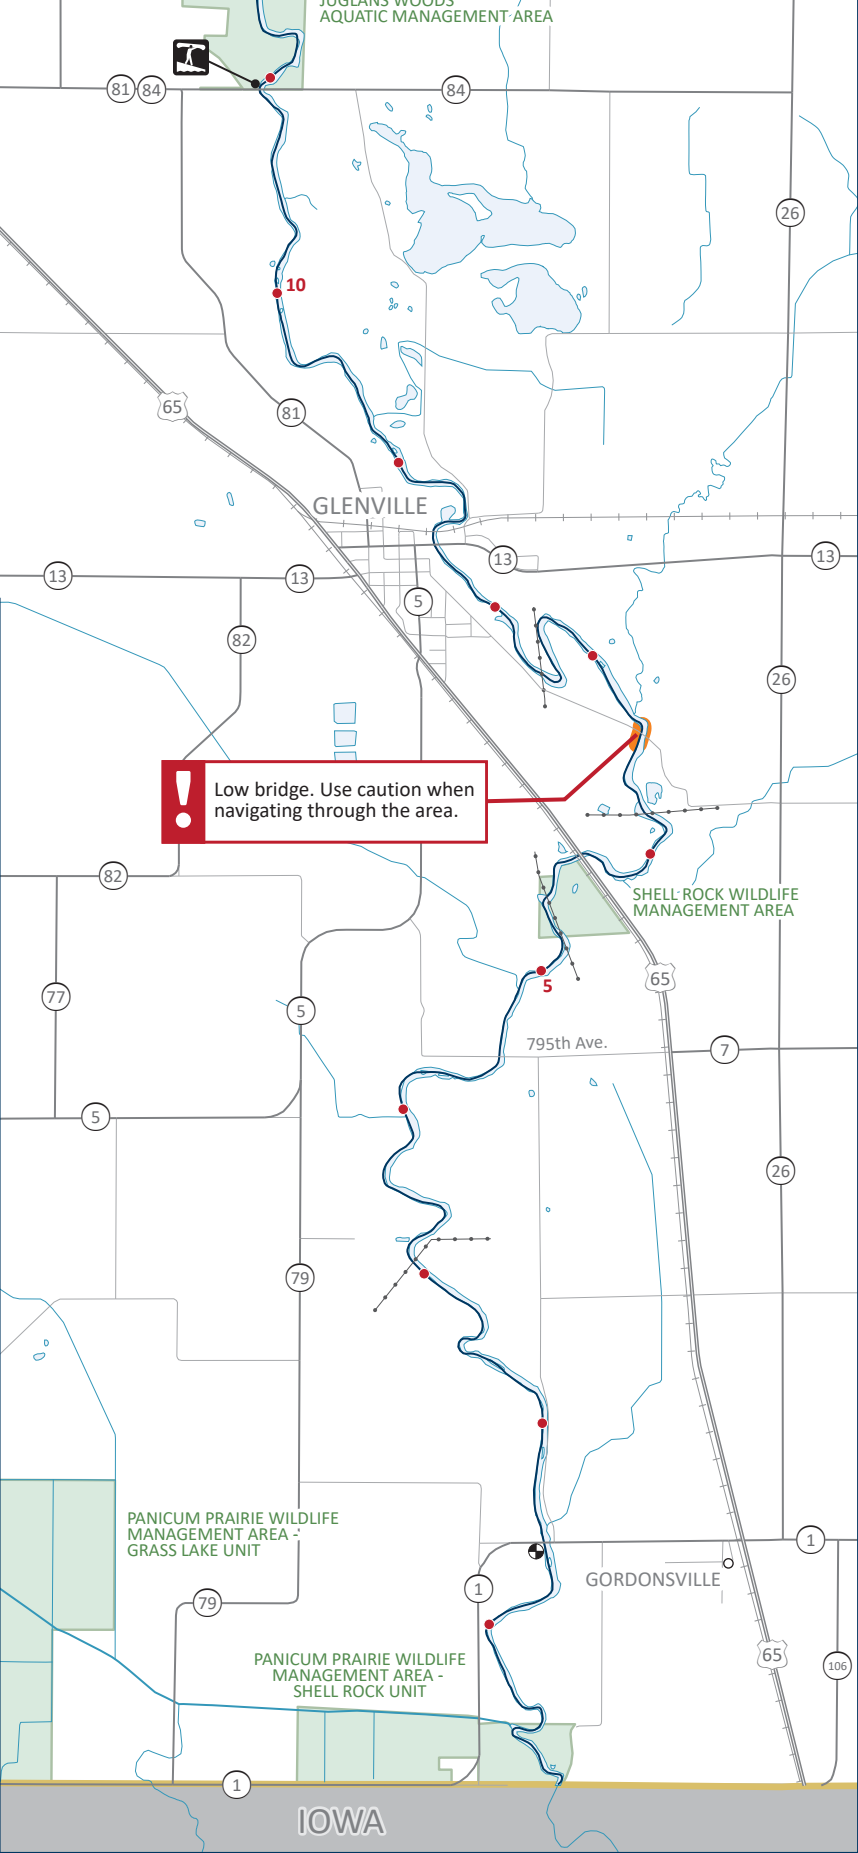 JUGLANS WOODS
AQUATIC MANAGEMENT AREA
81
84
84
26
10
65
81
GLENVILLE
13
13
13
5
82
26
Low bridge. Use caution when
navigating through the area.
82
SHELL ROCK WILDLIFE
MANAGEMENT AREA
65
5
77
5
795th Ave.
7
5
26
79
PANICUM PRAIRIE WILDLIFE
MANAGEMENT AREA -
GRASS LAKE UNIT
1
GORDONSVILLE
1
79
65
106
PANICUM PRAIRIE WILDLIFE
MANAGEMENT AREA -
SHELL ROCK UNIT
1
IOWA